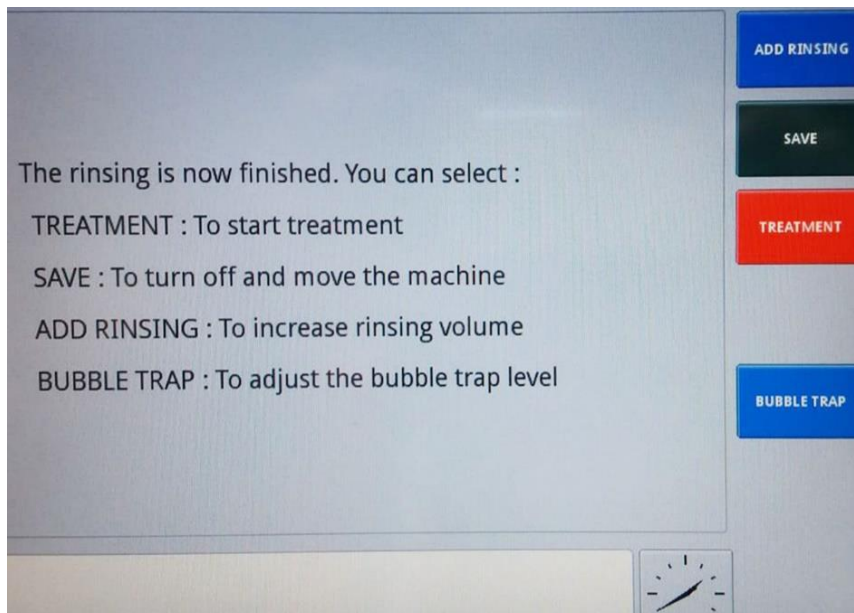 The rinsing is now finished. You can select :
TREATMENT : To start treatment
SAVE : To turn off and move the machine
ADD RINSING : To increase rinsing volume
BUBBLE TRAP : To adjust the bubble trap level
ADD RINSING
SAVE
TREATMENT
BUBBLE TRAP